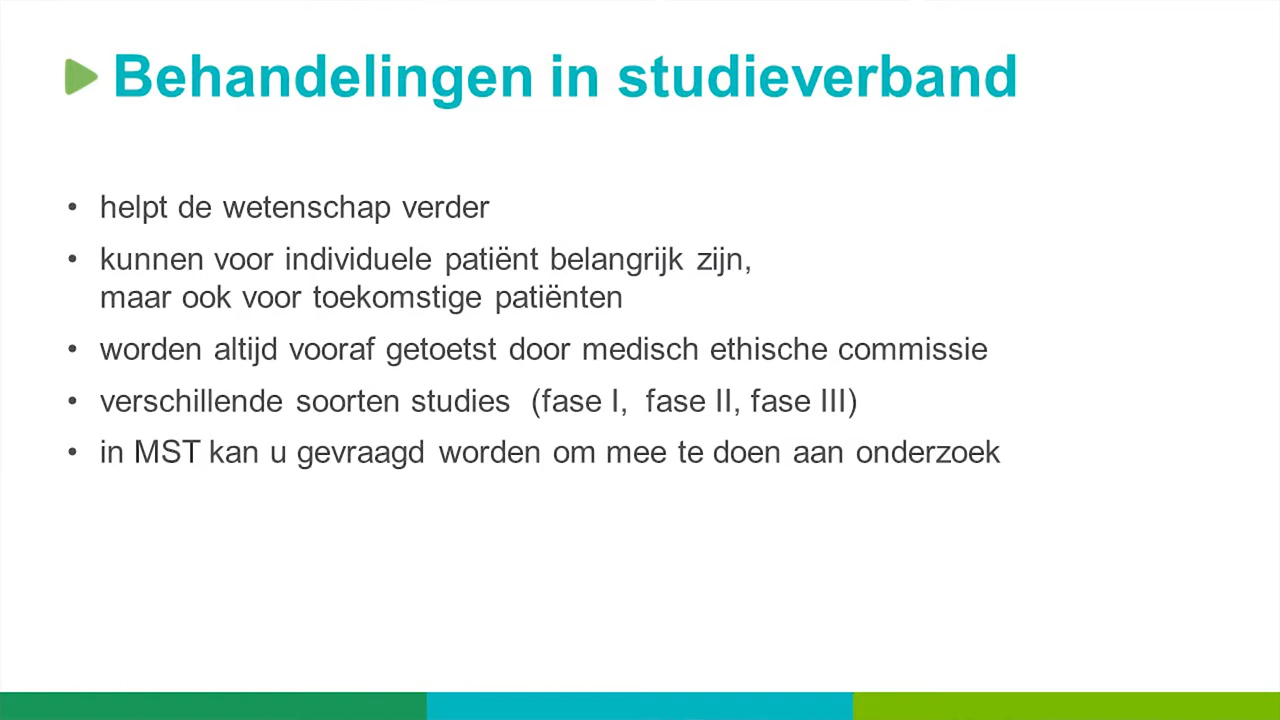 Behandelingen in studieverband
• helpt de wetenschap verder
• kunnen voor individuele patiënt belangrijk zijn,
maar ook voor toekomstige patiënten
• worden altijd vooraf getoetst door medisch ethische commissie
• verschillende soorten studies (fase I, fase II, fase III)
• in MST kan u gevraagd worden om mee te doen aan onderzoek